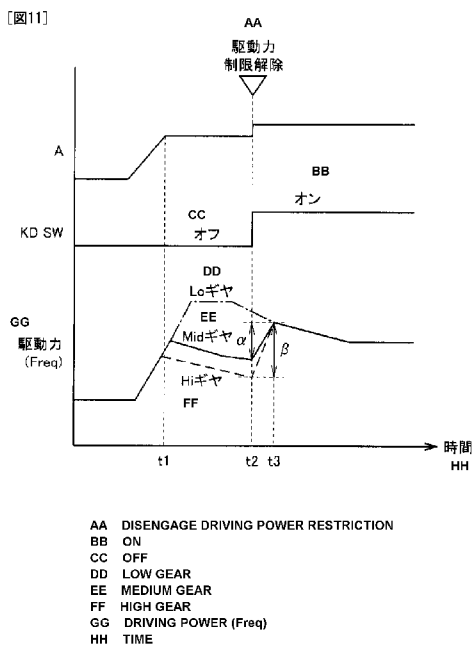 [図11]
AA
駆動力
制限解除
A
BB
オン
CC
オフ
KD SW
DD
Loギヤ
EE
Midギヤ
α
β
GG
駆動力
(Freq)
Hiギヤ
FF
t1
t2
t3
時間
HH
AA DISENGAGE DRIVING POWER RESTRICTION
BB ON
CC OFF
DD LOW GEAR
EE MEDIUM GEAR
FF HIGH GEAR
GG DRIVING POWER (Freq)
HH TIME